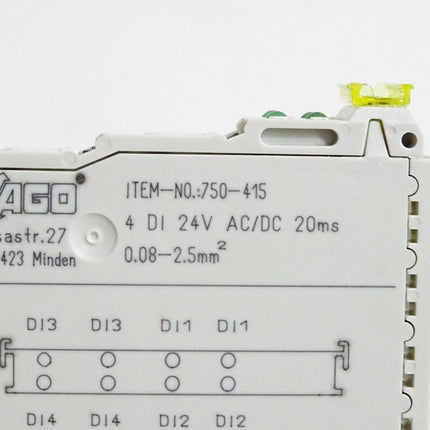 AGO®
ITEM-NO.:750-415
4 DI 24V AC/DC 20ms
0.08-2.5mm²
sastr.27
423 Minden
DI3 DI3 DI1 DI1
DI4 DI4 DI2 DI2